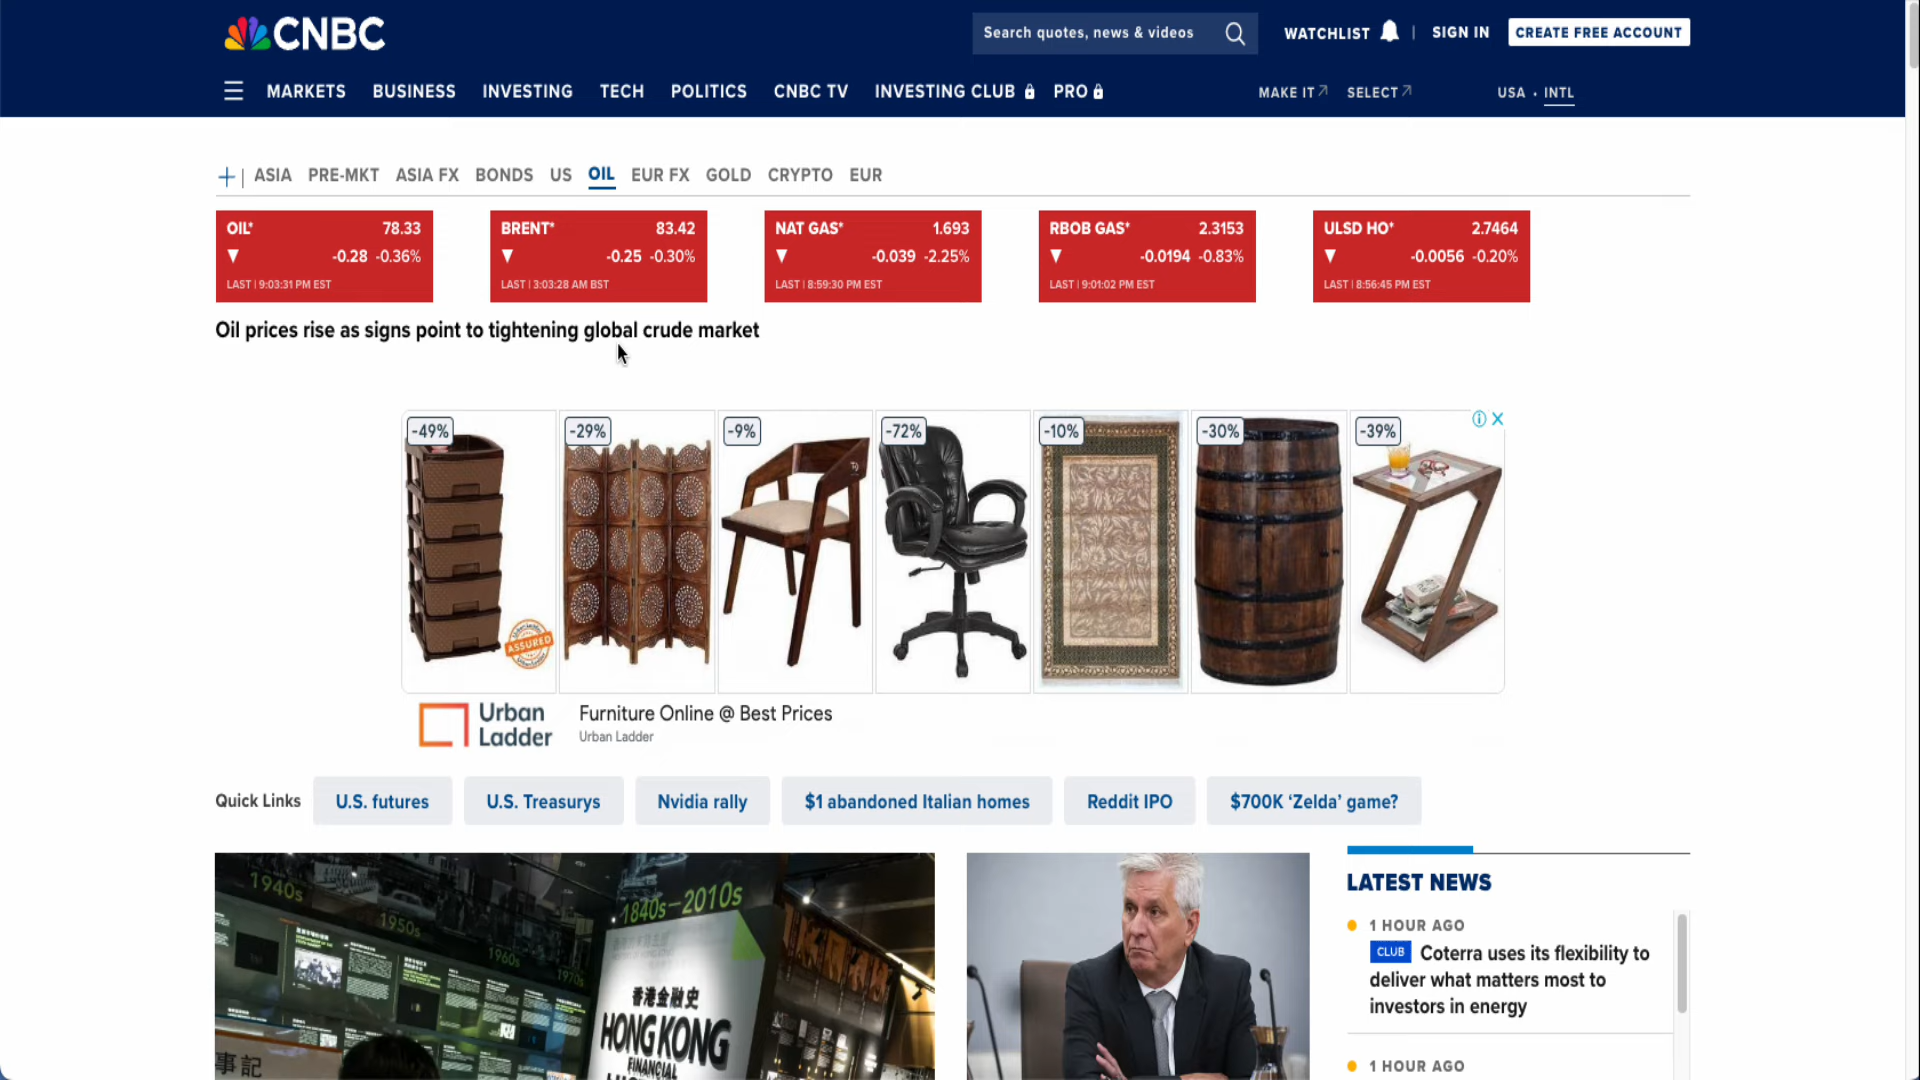 CNBC
Search quotes, news & videos
WATCHLIST
SIGN IN
CREATE FREE ACCOUNT
MARKETS BUSINESS INVESTING TECH POLITICS CNBC TV INVESTING CLUB PRO
MAKE IT SELECT
USA · INTL
+ | ASIA PRE-MKT ASIA FX BONDS US OIL EUR FX GOLD CRYPTO EUR
OIL* 78.33
▼ -0.28 -0.36%
LAST | 9:03:31 PM EST
BRENT* 83.42
▼ -0.25 -0.30%
LAST | 3:03:28 AM BST
NAT GAS* 1.693
▼ -0.039 -2.25%
LAST | 8:59:30 PM EST
RBOB GAS* 2.3153
▼ -0.0194 -0.83%
LAST | 9:01:02 PM EST
ULSD HO* 2.7464
▼ -0.0056 -0.20%
LAST | 8:56:45 PM EST
Oil prices rise as signs point to tightening global crude market
-49%
-29%
-9%
-72%
-10%
-30%
-39%
ASSURED
Urban
Ladder
Furniture Online @ Best Prices
Urban Ladder
Quick Links
U.S. futures
U.S. Treasurys
Nvidia rally
$1 abandoned Italian homes
Reddit IPO
$700K ‘Zelda’ game?
1940s
1950s
1960s
1970s
1840s–2010s
香港金融史
HONG KONG
FINANCIAL
事記
LATEST NEWS
1 HOUR AGO
CLUB Coterra uses its flexibility to
deliver what matters most to
investors in energy
1 HOUR AGO